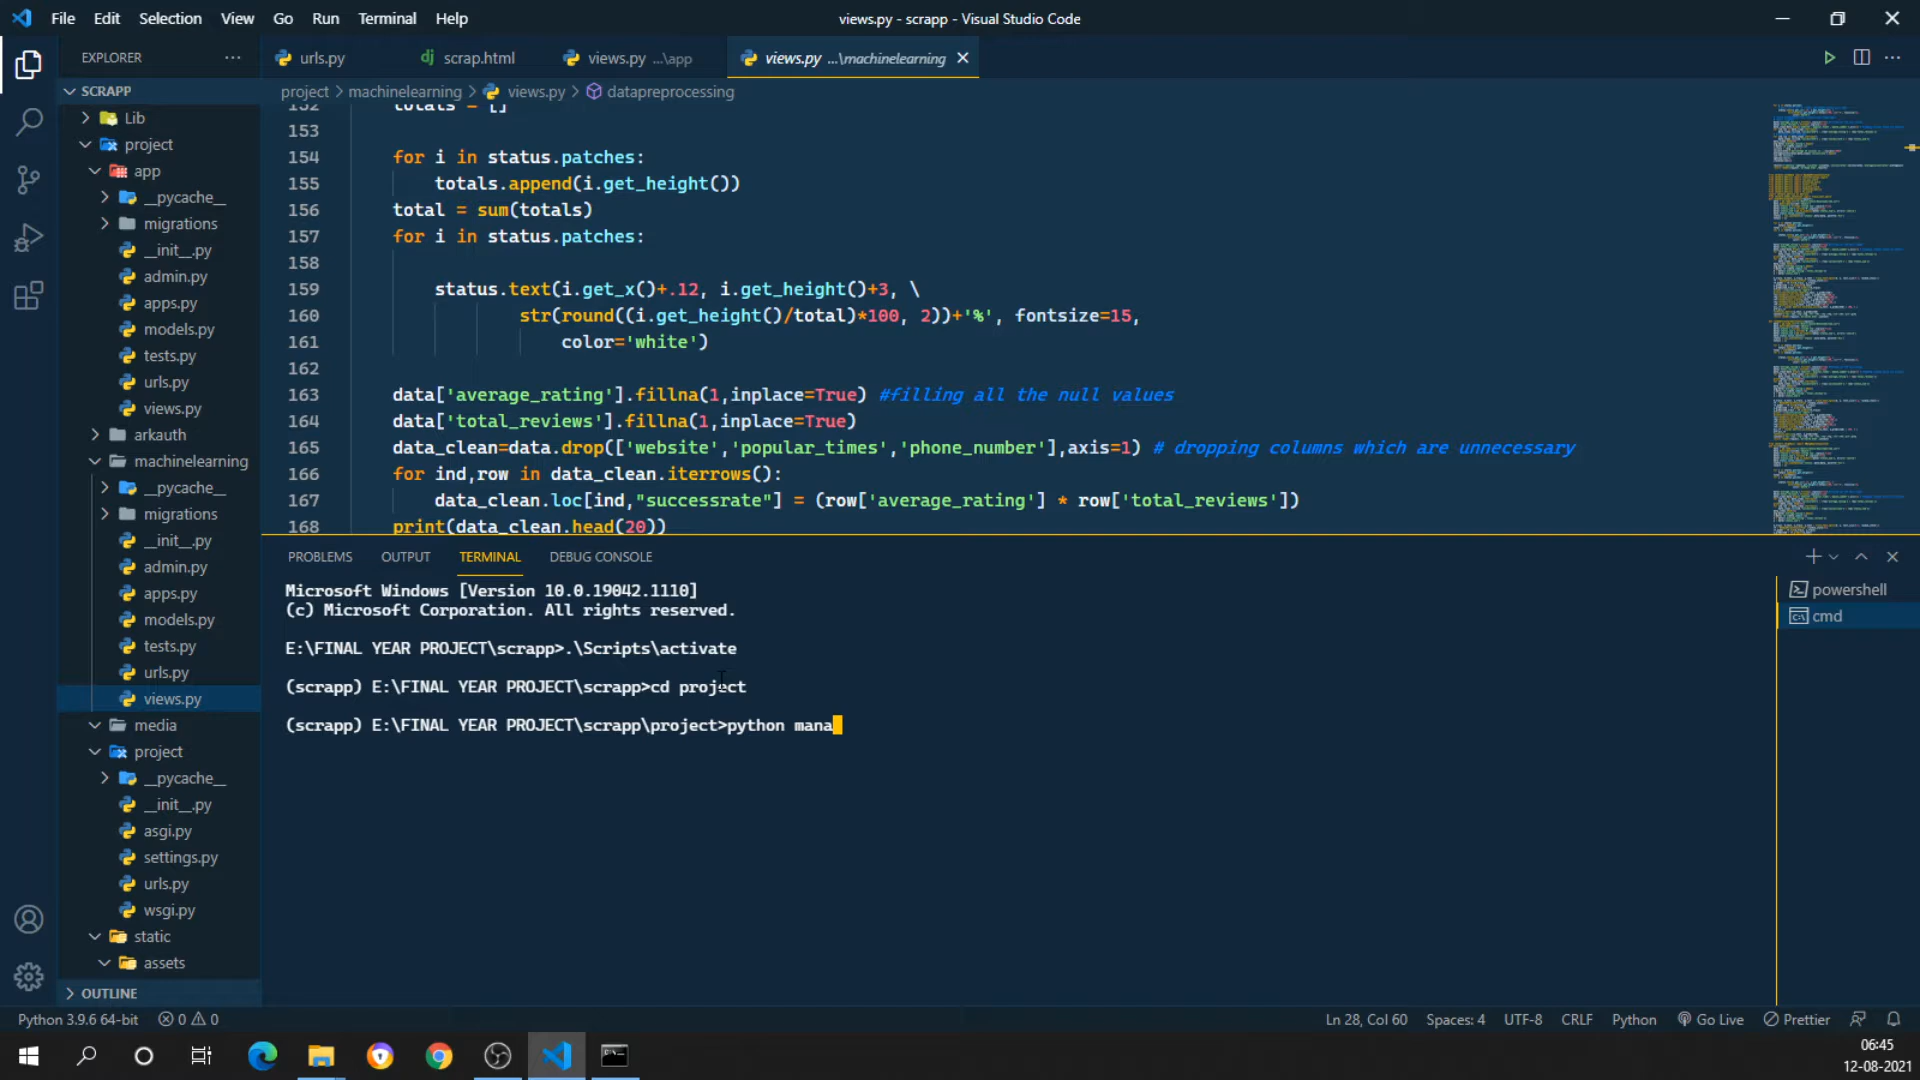 File Edit Selection View Go Run Terminal Help
views.py - scrapp - Visual Studio Code
EXPLORER
urls.py
scrap.html
views.py ...\app
views.py ...\machinelearning
SCRAPP
project > machinelearning > views.py > datapreprocessing
Lib
project
app
__pycache__
migrations
__init__.py
admin.py
apps.py
models.py
tests.py
urls.py
views.py
arkauth
machinelearning
__pycache__
migrations
__init__.py
admin.py
apps.py
models.py
tests.py
urls.py
views.py
media
project
__pycache__
__init__.py
asgi.py
settings.py
urls.py
wsgi.py
static
assets
OUTLINE
152 totals = []
153
154 for i in status.patches:
155 totals.append(i.get_height())
156 total = sum(totals)
157 for i in status.patches:
158
159 status.text(i.get_x()+.12, i.get_height()+3, \
160 str(round((i.get_height()/total)*100, 2))+'%', fontsize=15,
161 color='white')
162
163 data['average_rating'].fillna(1,inplace=True) #filling all the null values
164 data['total_reviews'].fillna(1,inplace=True)
165 data_clean=data.drop(['website','popular_times','phone_number'],axis=1) # dropping columns which are unnecessary
166 for ind,row in data_clean.iterrows():
167 data_clean.loc[ind,"successrate"] = (row['average_rating'] * row['total_reviews'])
168 print(data_clean.head(20))
PROBLEMS OUTPUT TERMINAL DEBUG CONSOLE
Microsoft Windows [Version 10.0.19042.1110]
(c) Microsoft Corporation. All rights reserved.
E:\FINAL YEAR PROJECT\scrapp>.\Scripts\activate
(scrapp) E:\FINAL YEAR PROJECT\scrapp>cd project
(scrapp) E:\FINAL YEAR PROJECT\scrapp\project>python mana
powershell
cmd
Python 3.9.6 64-bit 0 0
Ln 28, Col 60 Spaces: 4 UTF-8 CRLF Python Go Live Prettier
06:45
12-08-2021